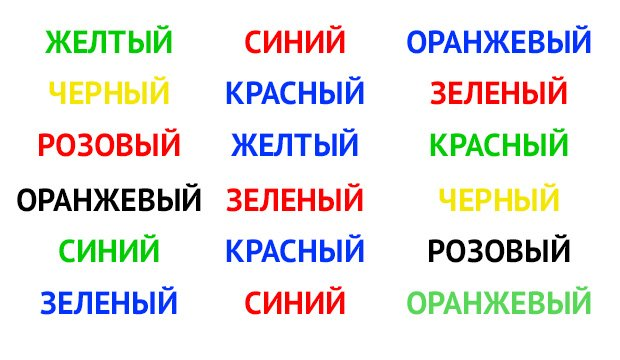 ЖЕЛТЫЙ СИНИЙ ОРАНЖЕВЫЙ
ЧЕРНЫЙ КРАСНЫЙ ЗЕЛЕНЫЙ
РОЗОВЫЙ ЖЕЛТЫЙ КРАСНЫЙ
ОРАНЖЕВЫЙ ЗЕЛЕНЫЙ ЧЕРНЫЙ
СИНИЙ КРАСНЫЙ РОЗОВЫЙ
ЗЕЛЕНЫЙ СИНИЙ ОРАНЖЕВЫЙ